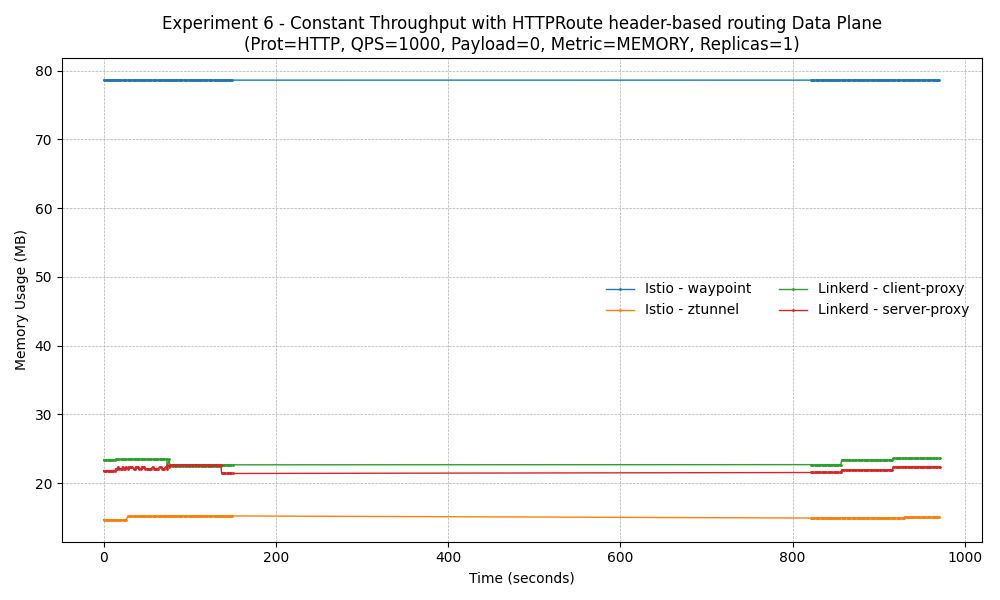 Experiment 6 - Constant Throughput with HTTPRoute header-based routing Data Plane
(Prot=HTTP, QPS=1000, Payload=0, Metric=MEMORY, Replicas=1)
Memory Usage (MB)
80
70
60
50
40
30
20
Istio - waypoint
Istio - ztunnel
Linkerd - client-proxy
Linkerd - server-proxy
0
200
400
600
800
1000
Time (seconds)